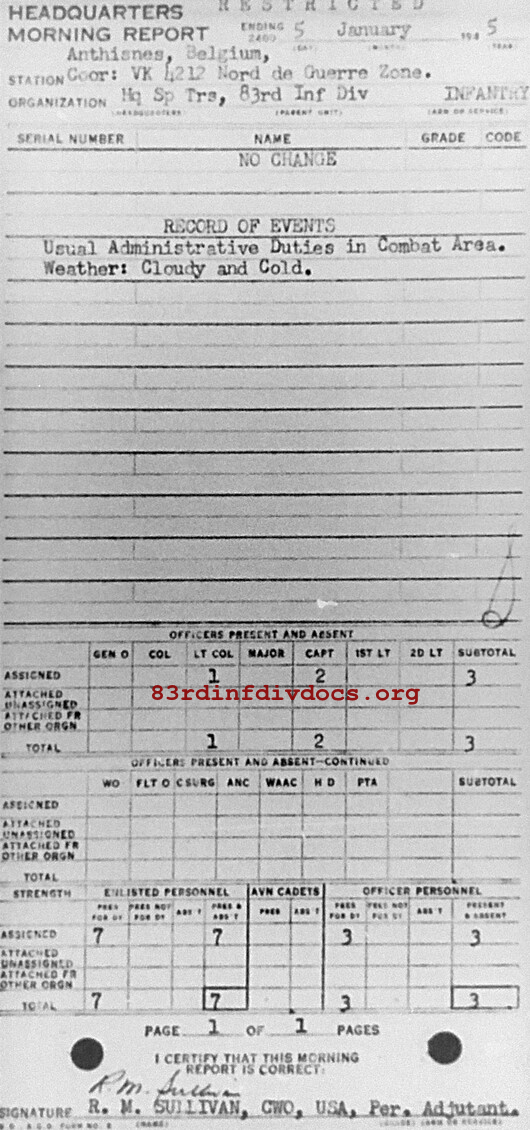 RESTRICTED
HEADQUARTERS
MORNING REPORT ENDING 2400 5 January 1945
(DAY) (MONTH) (YEAR)
Anthisnes, Belgium,
STATION Coor: VK 4212 Nord de Guerre Zone.
ORGANIZATION Hq Sp Trs, 83rd Inf Div INFANTRY
(HEADQUARTERS) (PARENT UNIT) (ARM OR SERVICE)
SERIAL NUMBER NAME GRADE CODE
NO CHANGE
RECORD OF EVENTS
Usual Administrative Duties in Combat Area.
Weather: Cloudy and Cold.
OFFICERS PRESENT AND ABSENT
GEN O COL LT COL MAJOR CAPT 1ST LT 2D LT SUBTOTAL
ASSIGNED 1 2 3
ATTACHED UNASSIGNED
83rdinfdivdocs.org
ATTACHED FR OTHER ORGN
TOTAL 1 2 3
OFFICERS PRESENT AND ABSENT—CONTINUED
WO FLT O C SURG ANC WAAC H D PTA SUBTOTAL
ASSIGNED
ATTACHED UNASSIGNED
ATTACHED FR OTHER ORGN
TOTAL
STRENGTH ENLISTED PERSONNEL AVN CADETS OFFICER PERSONNEL
PRES FOR DY PRES NOT FOR DY ABS'T PRES & ABS'T PRES ABS'T PRES FOR DY PRES NOT FOR DY ABS'T PRESENT & ABSENT
ASSIGNED 7 7 3 3
ATTACHED UNASSIGNED
ATTACHED FR OTHER ORGN
TOTAL 7 7 3 3
PAGE 1 OF 1 PAGES
I CERTIFY THAT THIS MORNING
REPORT IS CORRECT:
R. M. Sullivan
SIGNATURE R. M. SULLIVAN, CWO, USA, Per. Adjutant.
W.D., A.G.O. FORM NO. (NAME) (GRADE) (ARM OR SERVICE)